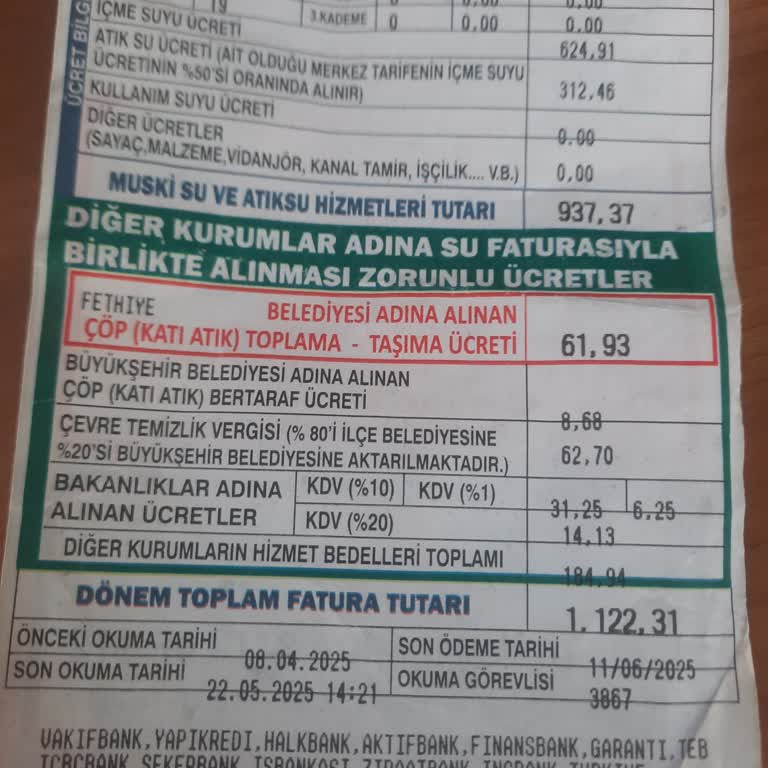 ÜCRET BİLG
İÇME SUYU ÜCRETİ 19 3.KADEME 0 0.00 0.00
624,91
ATIK SU ÜCRETİ (AİT OLDUĞU MERKEZ TARİFENİN İÇME SUYU
ÜCRETİNİN %50'Sİ ORANINDA ALINIR) 312,46
KULLANIM SUYU ÜCRETİ 0.00
DİĞER ÜCRETLER
(SAYAÇ,MALZEME,VİDANJÖR, KANAL TAMİR, İŞÇİLİK.... V.B.) 0,00
MUSKİ SU VE ATIKSU HİZMETLERİ TUTARI 937,37
DİĞER KURUMLAR ADINA SU FATURASIYLA
BİRLİKTE ALINMASI ZORUNLU ÜCRETLER
FETHIYE BELEDİYESİ ADINA ALINAN
ÇÖP (KATI ATIK) TOPLAMA - TAŞIMA ÜCRETİ 61,93
BÜYÜKŞEHİR BELEDİYESİ ADINA ALINAN
ÇÖP (KATI ATIK) BERTARAF ÜCRETİ 8,68
ÇEVRE TEMİZLİK VERGİSİ (% 80'İ İLÇE BELEDİYESİNE
%20'Sİ BÜYÜKŞEHİR BELEDİYESİNE AKTARILMAKTADIR.) 62,70
BAKANLIKLAR ADINA KDV (%10) KDV (%1) 31,25 6,25
ALINAN ÜCRETLER KDV (%20) 14,13
DİĞER KURUMLARIN HİZMET BEDELLERİ TOPLAMI 184,94
DÖNEM TOPLAM FATURA TUTARI 1.122,31
ÖNCEKİ OKUMA TARİHİ 08.04.2025 SON ÖDEME TARİHİ 11/06/2025
SON OKUMA TARİHİ 22.05.2025 14:21 OKUMA GÖREVLİSİ 3867
VAKIFBANK,YAPIKREDI,HALKBANK,AKTIFBANK,FINANSBANK,GARANTI,TEB
ICBCBANK,SEKERBANK,ISBANKASI,ZIRAATBANK,INGBANK,TURKIYE